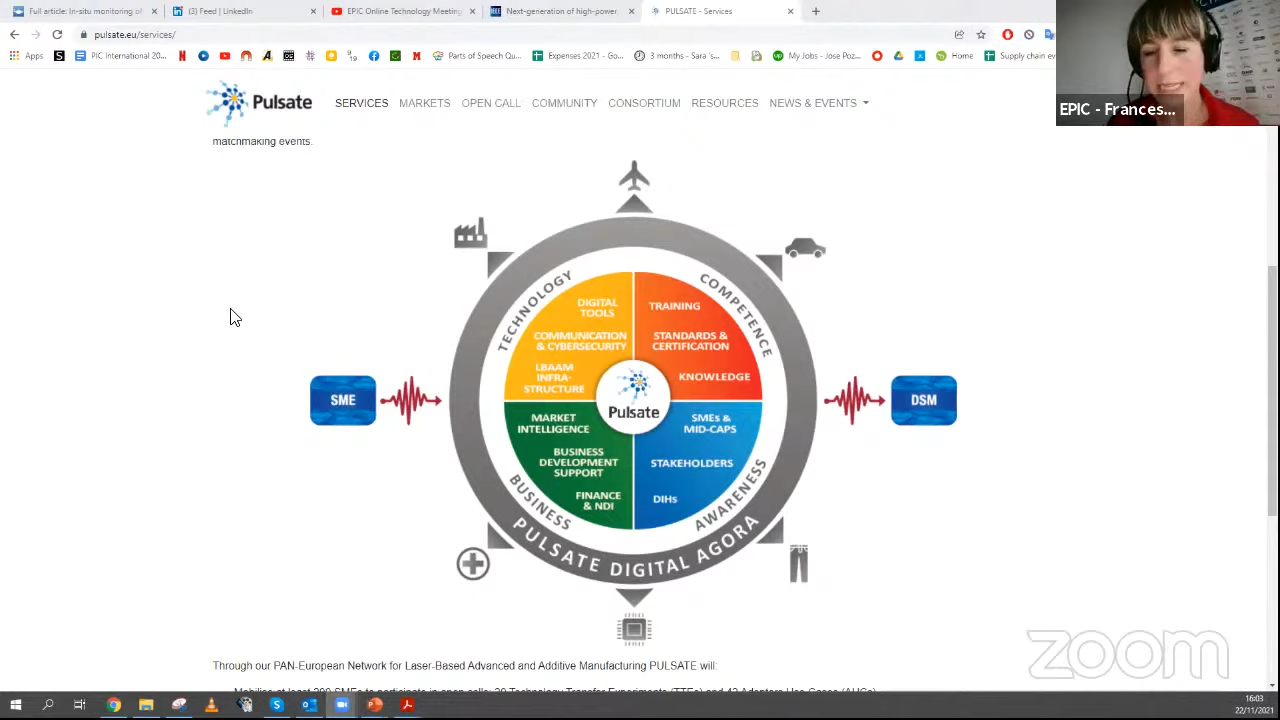 Full article: In-situ monitoring of
(3) Feed | LinkedIn
EPIC Online Technology Meeting
Next-generation of high-power
PULSATE - Services
pulsate.eu/services/
Apps
PIC International 20...
Parts of Speech Qu...
Expenses 2021 - Go...
3 months - Sara 's...
My Jobs - Jose Poz...
Home
Supply chain ev
EPIC - Frances...
Pulsate
SERVICES
MARKETS
OPEN CALL
COMMUNITY
CONSORTIUM
RESOURCES
NEWS & EVENTS
matchmaking events.
TECHNOLOGY
COMPETENCE
DIGITAL
TOOLS
COMMUNICATION
& CYBERSECURITY
LBAAM
INFRA-
STRUCTURE
TRAINING
STANDARDS &
CERTIFICATION
KNOWLEDGE
SME
Pulsate
DSM
MARKET
INTELLIGENCE
BUSINESS
DEVELOPMENT
SUPPORT
FINANCE
& NDI
SMEs &
MID-CAPS
STAKEHOLDERS
DIHs
BUSINESS
AWARENESS
PULSATE DIGITAL AGORA
zoom
Through our PAN-European Network for Laser-Based Advanced and Additive Manufacturing PULSATE will:
16:03
22/11/2021